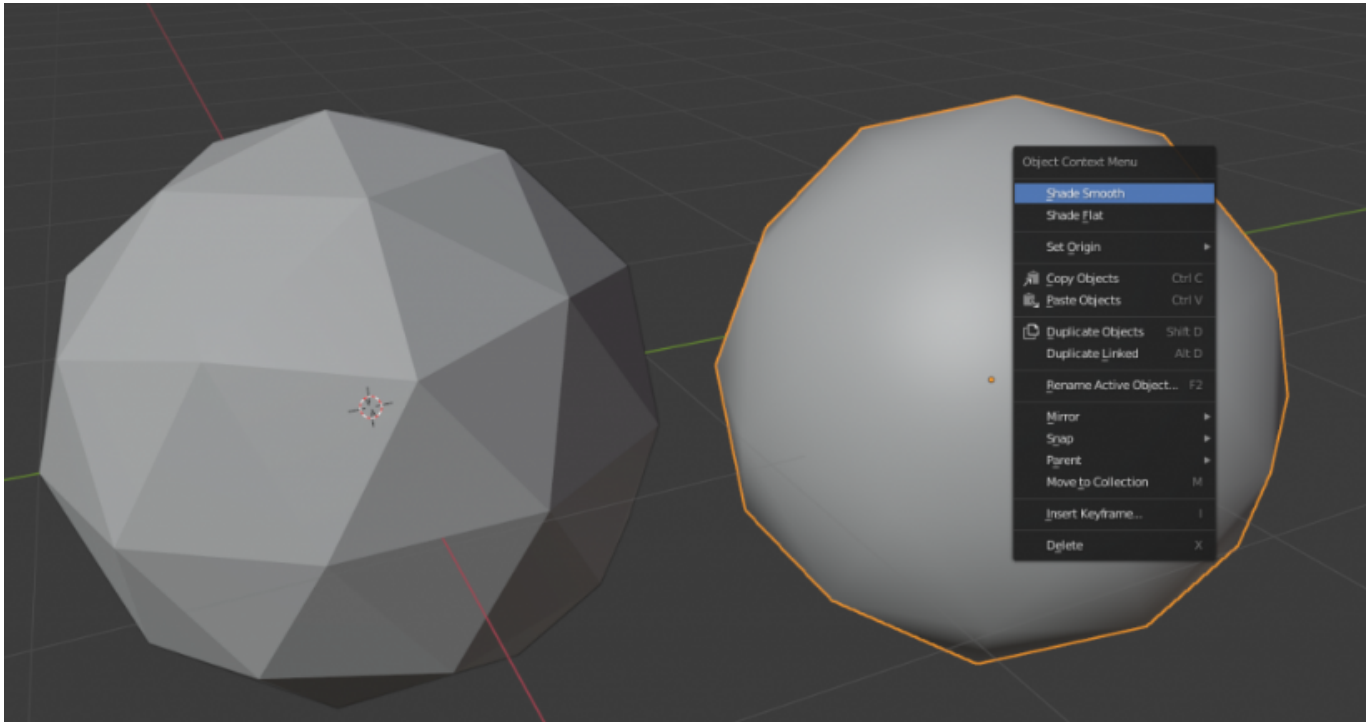 Object Context Menu
Shade Smooth
Shade Flat
Set Origin
Copy Objects Ctrl C
Paste Objects Ctrl V
Duplicate Objects Shift D
Duplicate Linked Alt D
Rename Active Object... F2
Mirror
Snap
Parent
Move to Collection M
Insert Keyframe... I
Delete X